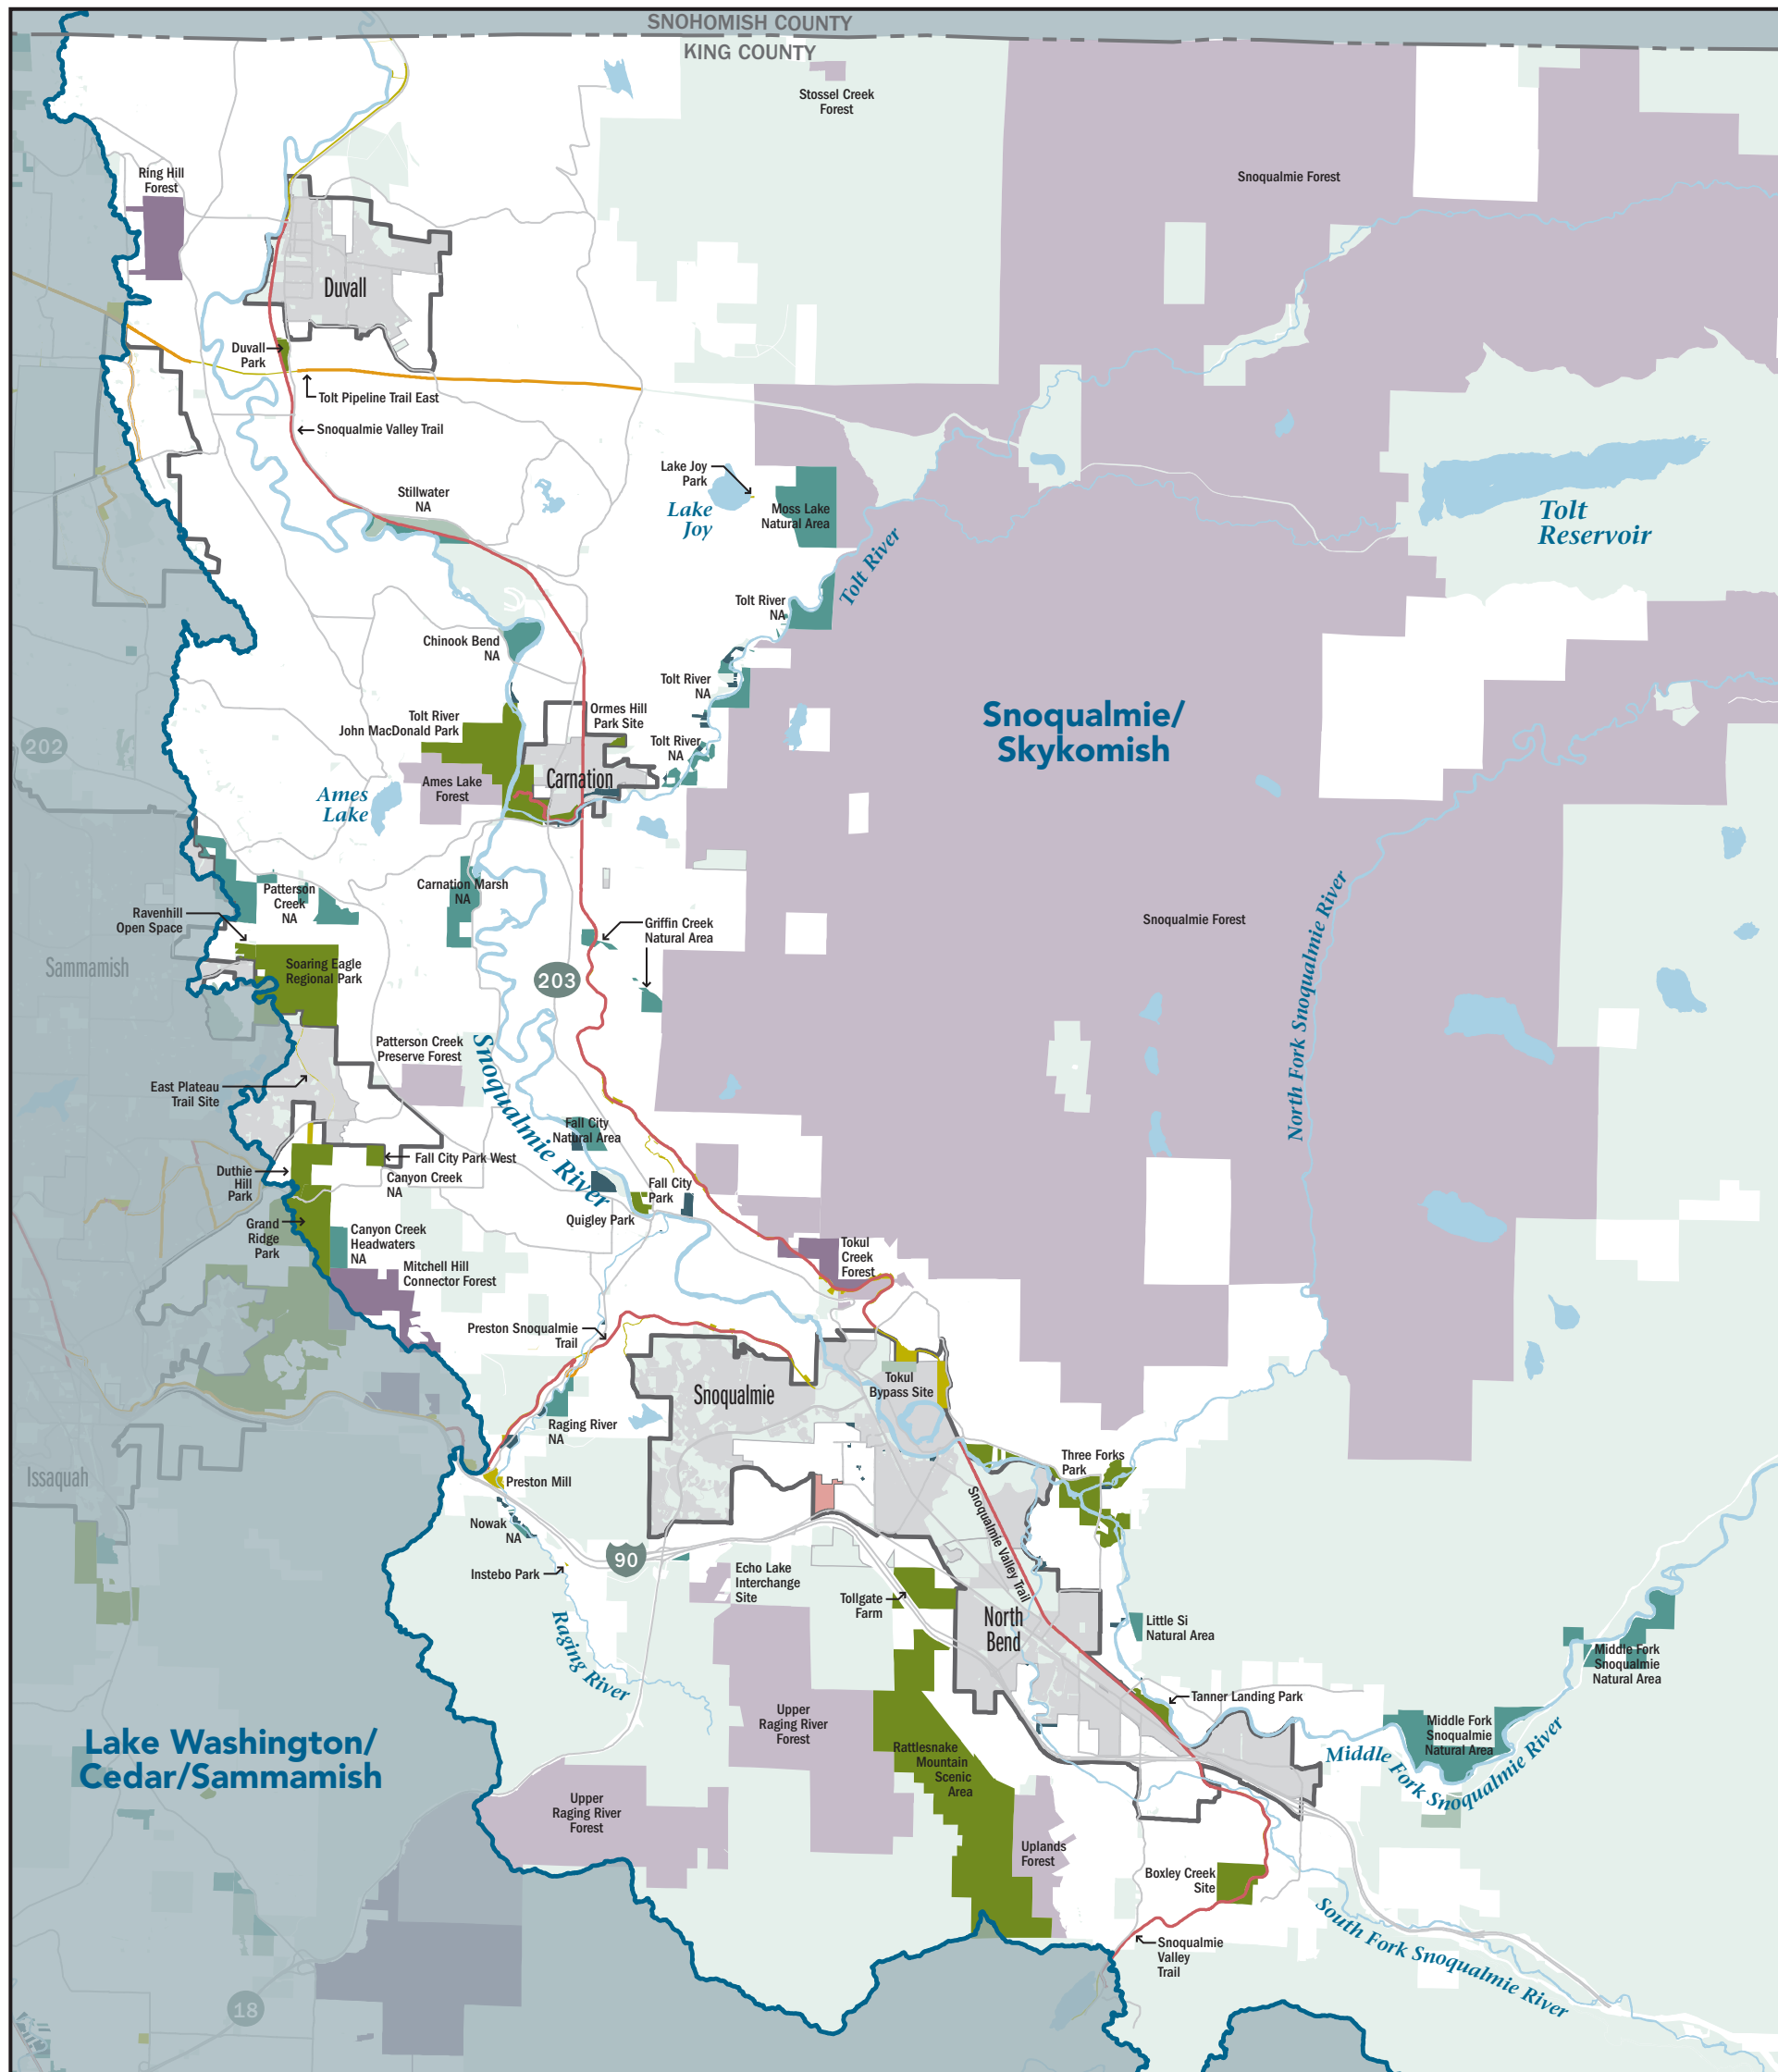 SNOHOMISH COUNTY
KING COUNTY
Stossel Creek
Forest
Ring Hill
Forest
Snoqualmie Forest
Duvall
Duvall
Park
Tolt Pipeline Trail East
Snoqualmie Valley Trail
Lake Joy
Park
Lake
Joy
Moss Lake
Natural Area
Stillwater
NA
Tolt
Reservoir
Tolt River
Tolt River
NA
Chinook Bend
NA
Tolt River
NA
Ormes Hill
Park Site
Tolt River
John MacDonald Park
Tolt River
NA
Snoqualmie/
Skykomish
202
Ames Lake
Forest
Carnation
Ames
Lake
Carnation Marsh
NA
Patterson
Creek
NA
Ravenhill
Open Space
Griffin Creek
Natural Area
Snoqualmie Forest
North Fork Snoqualmie River
Sammamish
Soaring Eagle
Regional Park
203
Snoqualmie River
Patterson Creek
Preserve Forest
East Plateau
Trail Site
Fall City
Natural Area
Fall City Park West
Canyon Creek
NA
Duthie
Hill
Park
Fall City
Park
Quigley Park
Grand
Ridge
Park
Canyon Creek
Headwaters
NA
Tokul
Creek
Forest
Mitchell Hill
Connector Forest
Preston Snoqualmie
Trail
Snoqualmie
Tokul
Bypass Site
Raging River
NA
Three Forks
Park
Issaquah
Preston Mill
Snoqualmie Valley Trail
Nowak
NA
90
Instebo Park
Echo Lake
Interchange
Site
Tollgate
Farm
North
Bend
Little Si
Natural Area
Raging River
Middle Fork
Snoqualmie
Natural Area
Tanner Landing Park
Upper
Raging River
Forest
Middle Fork
Snoqualmie
Natural Area
Middle Fork Snoqualmie River
Lake Washington/
Cedar/Sammamish
Rattlesnake
Mountain
Scenic
Area
Upper
Raging River
Forest
Uplands
Forest
Boxley Creek
Site
South Fork Snoqualmie River
Snoqualmie
Valley
Trail
18